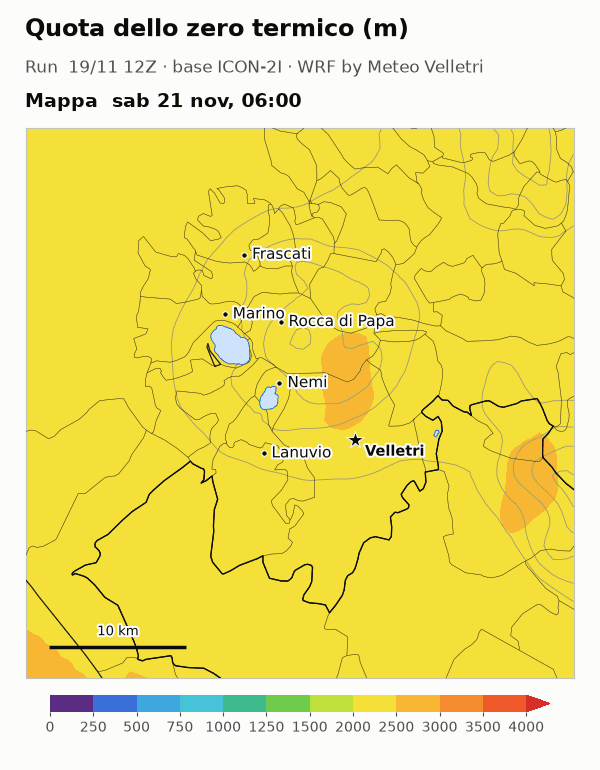 Quota dello zero termico (m)
Run 19/11 12Z · base ICON-2I · WRF by Meteo Velletri
Mappa sab 21 nov, 06:00
Frascati
Marino
Rocca di Papa
Nemi
Velletri
Lanuvio
10 km
0 250 500 750 1000 1250 1500 2000 2500 3000 3500 4000